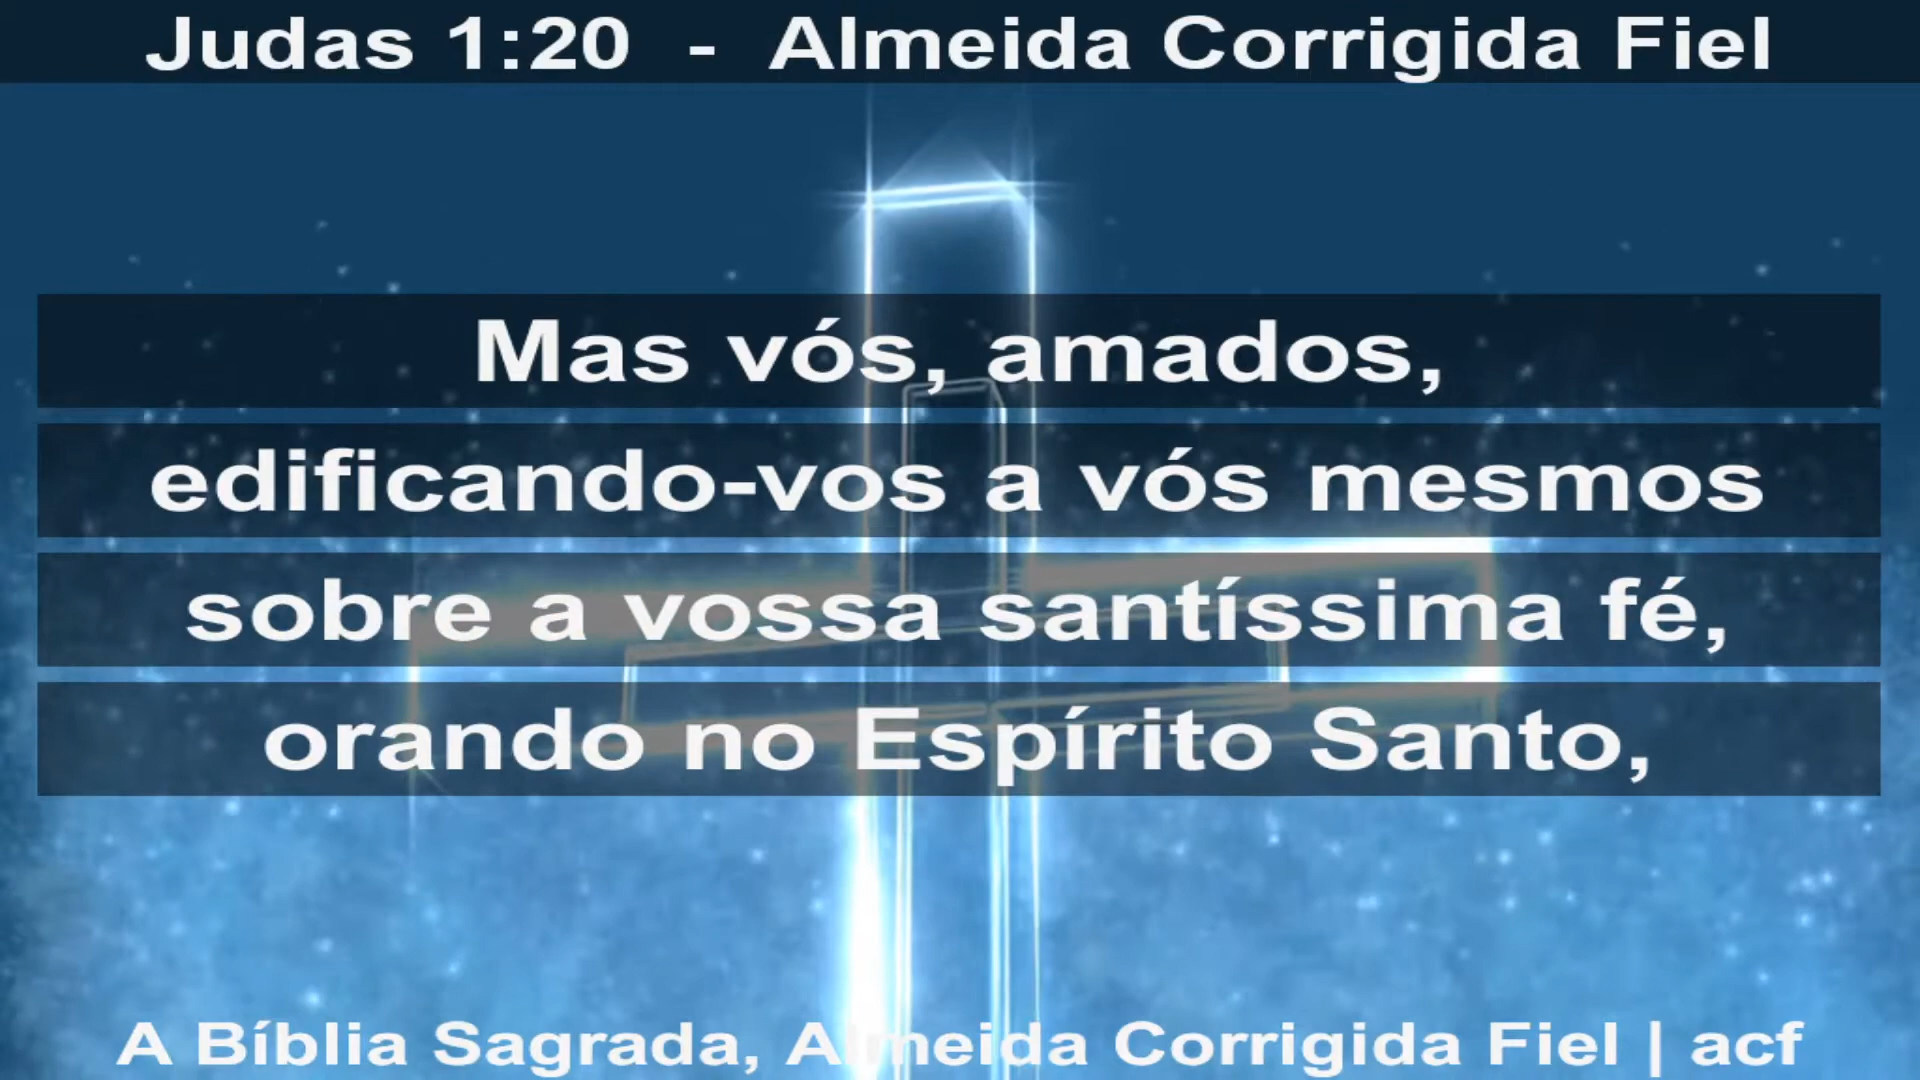 Judas 1:20 - Almeida Corrigida Fiel
Mas vós, amados,
edificando-vos a vós mesmos
sobre a vossa santíssima fé,
orando no Espírito Santo,
A Bíblia Sagrada, Almeida Corrigida Fiel | acf